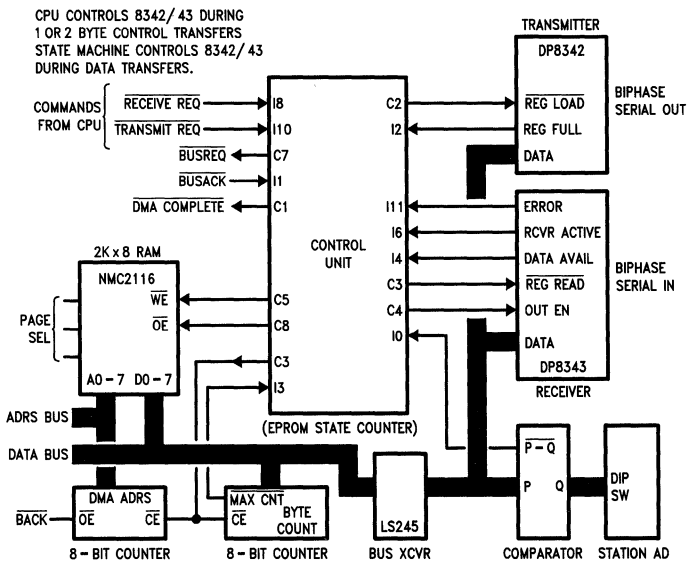 CPU CONTROLS 8342/43 DURING
1 OR 2 BYTE CONTROL TRANSFERS
STATE MACHINE CONTROLS 8342/43
DURING DATA TRANSFERS.
COMMANDS
FROM CPU
RECEIVE REQ
TRANSMIT REQ
BUSREQ
BUSACK
DMA COMPLETE
I8
I10
C7
I1
C1
CONTROL
UNIT
C5
C8
C3
I3
C2
I2
I11
I6
I4
C3
C4
I0
(EPROM STATE COUNTER)
TRANSMITTER
DP8342
REG LOAD
REG FULL
DATA
BIPHASE
SERIAL OUT
ERROR
RCVR ACTIVE
DATA AVAIL
REG READ
OUT EN
DATA
DP8343
RECEIVER
BIPHASE
SERIAL IN
2K x 8 RAM
NMC2116
WE
OE
PAGE
SEL
A0-7 D0-7
ADRS BUS
DATA BUS
BACK
DMA ADRS
OE CE
8-BIT COUNTER
MAX CNT
CE
BYTE
COUNT
8-BIT COUNTER
LS245
BUS XCVR
P-Q
P Q
COMPARATOR
DIP
SW
STATION AD